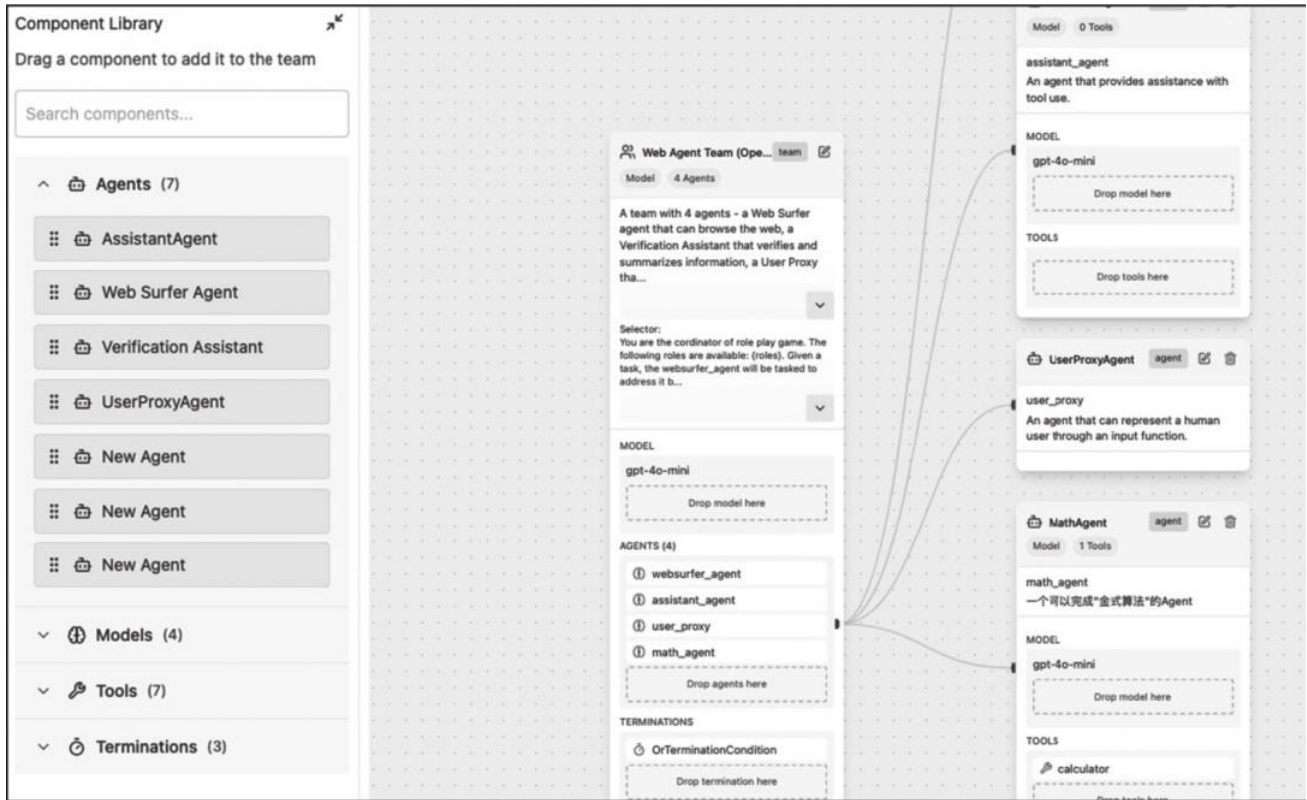 Component Library
Drag a component to add it to the team
Search components...
Agents (7)
AssistantAgent
Web Surfer Agent
Verification Assistant
UserProxyAgent
New Agent
New Agent
New Agent
Models (4)
Tools (7)
Terminations (3)
Web Agent Team (Ope... team
Model 4 Agents
A team with 4 agents - a Web Surfer
agent that can browse the web, a
Verification Assistant that verifies and
summarizes information, a User Proxy
tha...
Selector:
You are the cordinator of role play game. The
following roles are available: {roles}. Given a
task, the websurfer_agent will be tasked to
address it b...
MODEL
gpt-4o-mini
Drop model here
AGENTS (4)
websurfer_agent
assistant_agent
user_proxy
math_agent
Drop agents here
TERMINATIONS
OrTerminationCondition
Drop termination here
Model 0 Tools
assistant_agent
An agent that provides assistance with
tool use.
MODEL
gpt-4o-mini
Drop model here
TOOLS
Drop tools here
UserProxyAgent agent
user_proxy
An agent that can represent a human
user through an input function.
MathAgent agent
Model 1 Tools
math_agent
一个可以完成"金式算法"的Agent
MODEL
gpt-4o-mini
Drop model here
TOOLS
calculator
Drop tools here